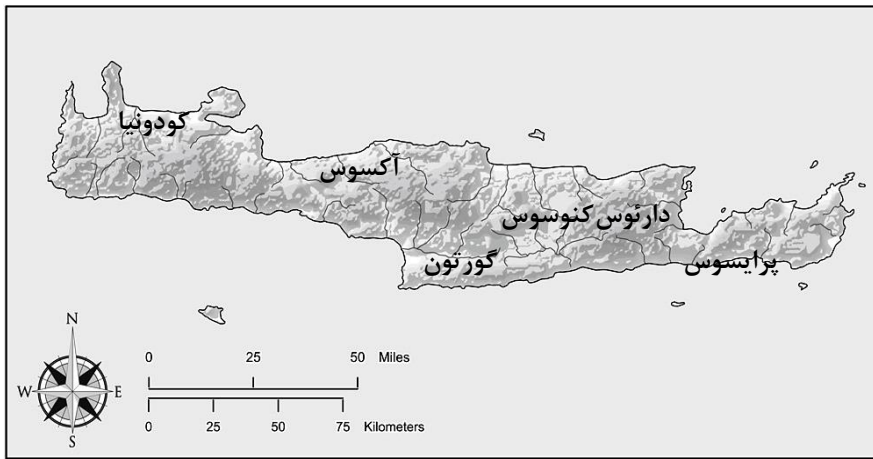 کودونیا
آکسوس
دارئوس کنوسوس
گورتون
پرایسوس
N
W E
S
0 25 50 Miles
0 25 50 75 Kilometers